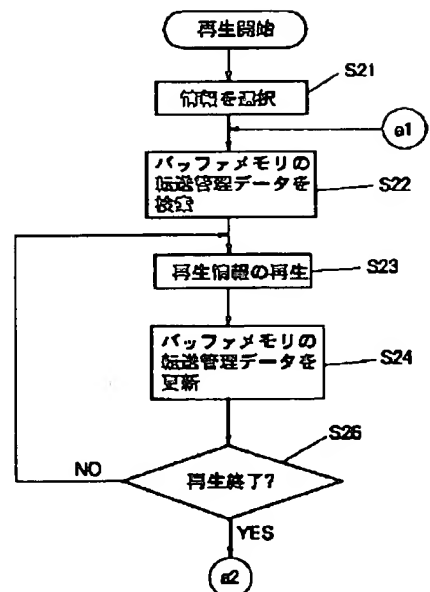 再生開始
S21
情報を選択
a1
バッファメモリの
転送管理データを
検索
S22
再生情報の再生
S23
バッファメモリの
転送管理データを
更新
S24
S26
再生終了?
NO
YES
a2